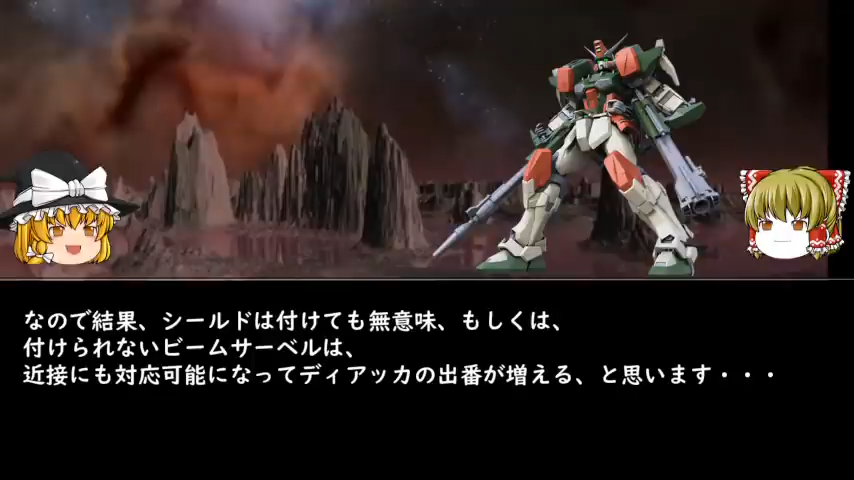 なので結果、シールドは付けても無意味、もしくは、
付けられないビームサーベルは、
近接にも対応可能になってディアッカの出番が増える、と思います・・・